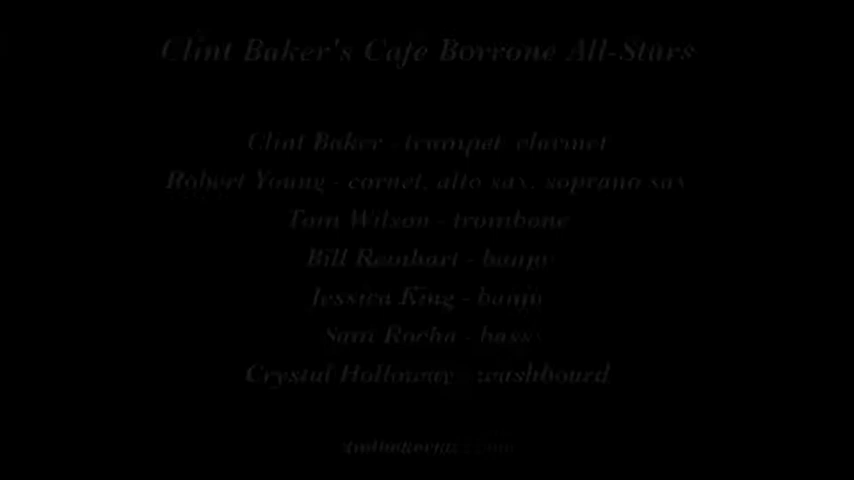 Clint Baker's Cafe Borrone All-Stars
Clint Baker - trumpet, clarinet
Robert Young - cornet, alto sax, soprano sax
Tom Wilson - trombone
Bill Reinhart - banjo
Jessica King - banjo
Sam Rocha - bass
Crystal Holloway - washboard